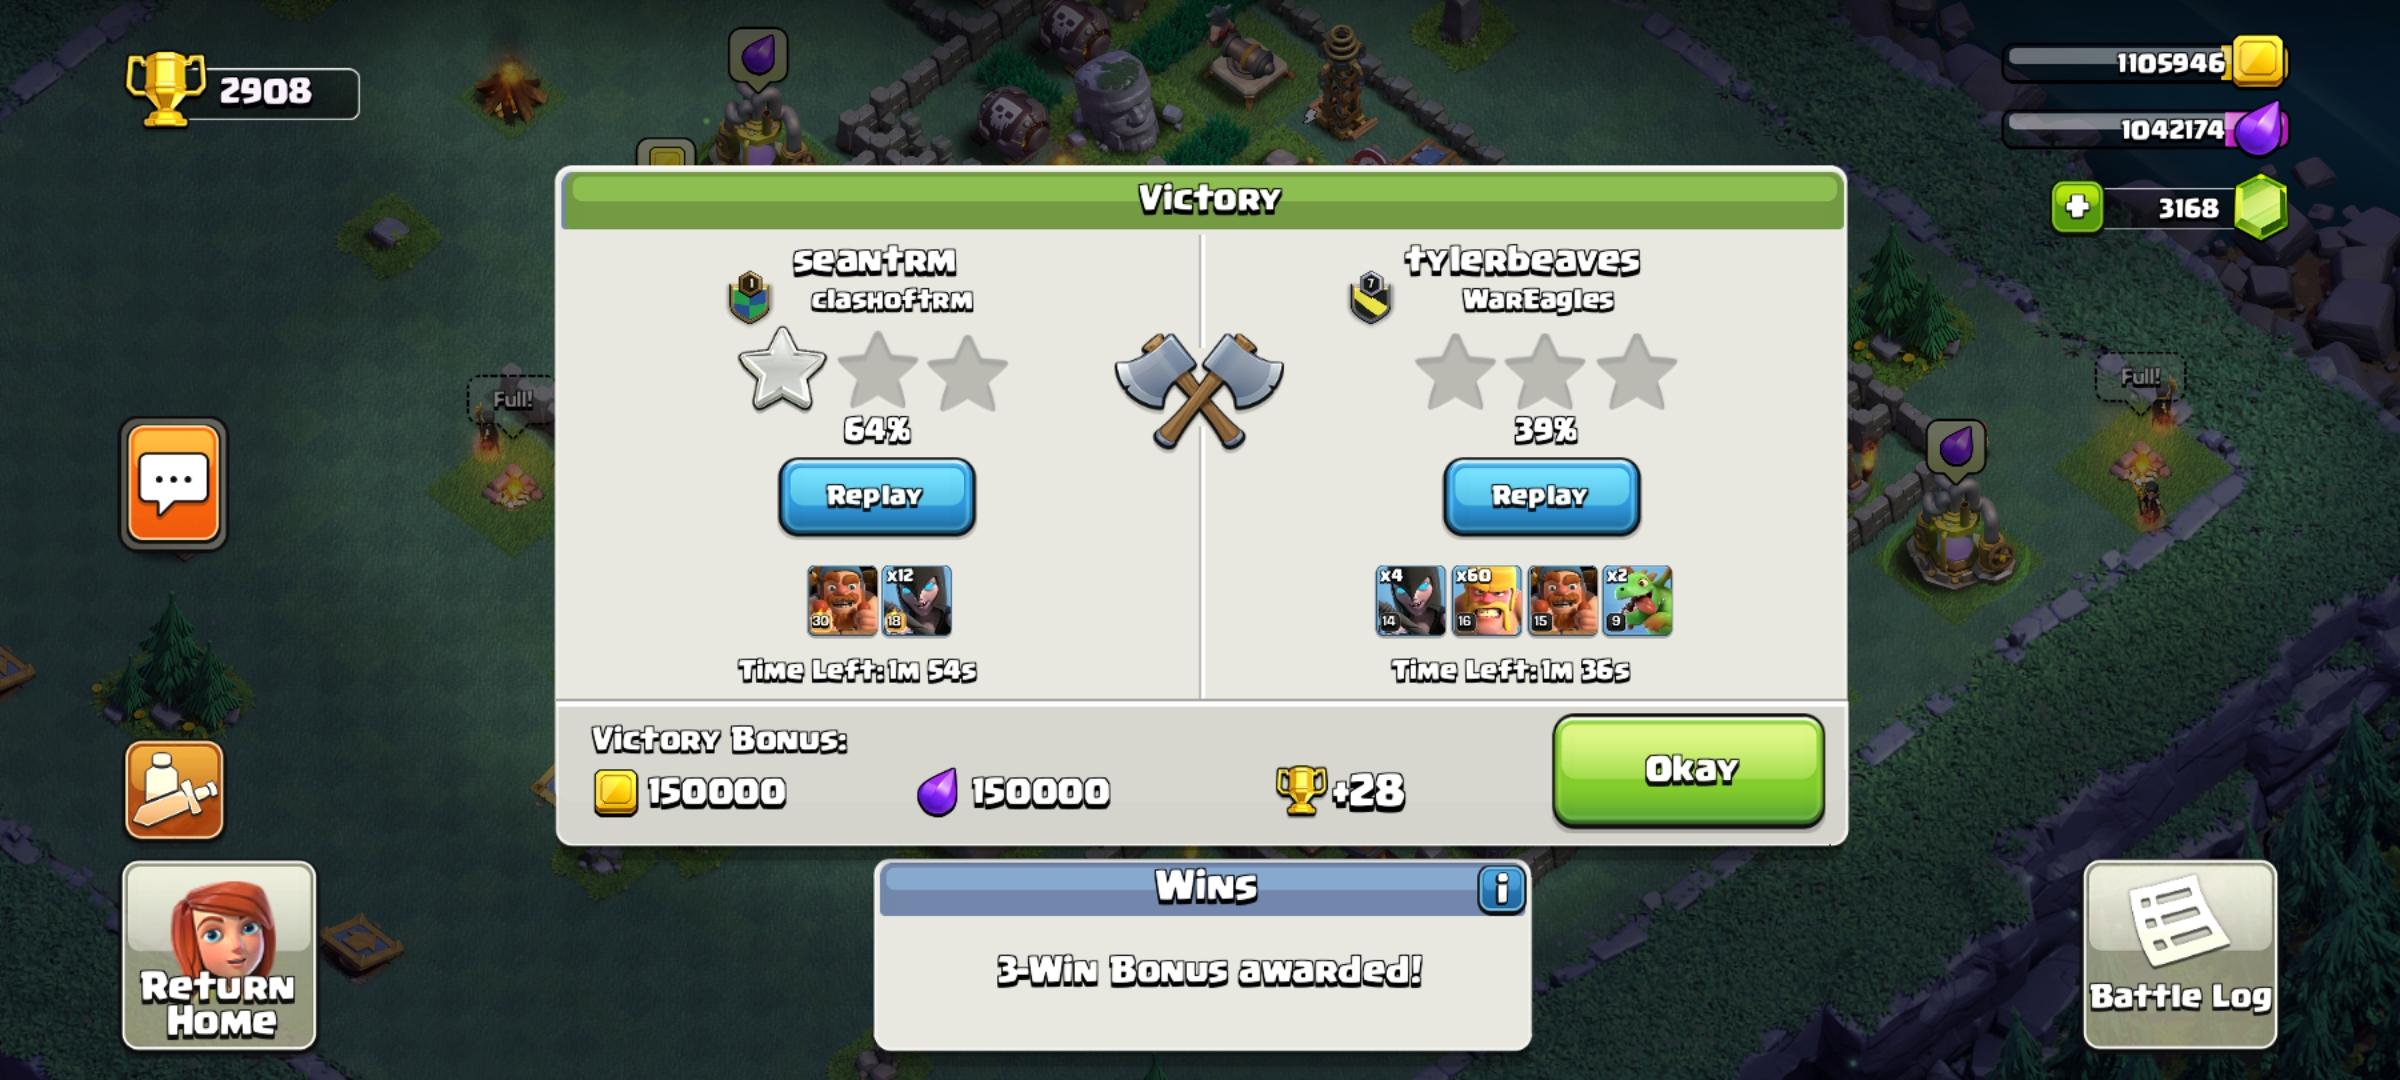 2908
1105946
1042174
3168
Victory
seantrm
1
clashoftrm
64%
Replay
30
x12
18
Time Left: 1m 54s
tylerbeaves
7
WarEagles
39%
Replay
x4
14
x60
16
15
x2
9
Time Left: 1m 36s
Full!
Full!
Victory Bonus:
150000
150000
+28
Okay
Wins
i
3-Win Bonus awarded!
Return
Home
Battle Log